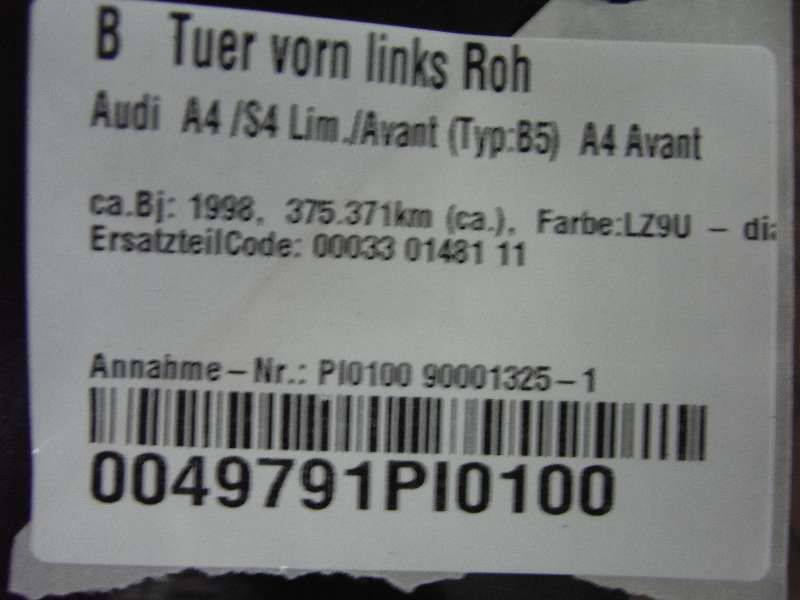 B Tuer vorn links Roh
Audi A4 /S4 Lim./Avant (Typ:B5) A4 Avant
ca.Bj: 1998, 375.371km (ca.), Farbe:LZ9U – dia
ErsatzteilCode: 00033 01481 11
Annahme–Nr.: PI0100 90001325–1
0049791PI0100